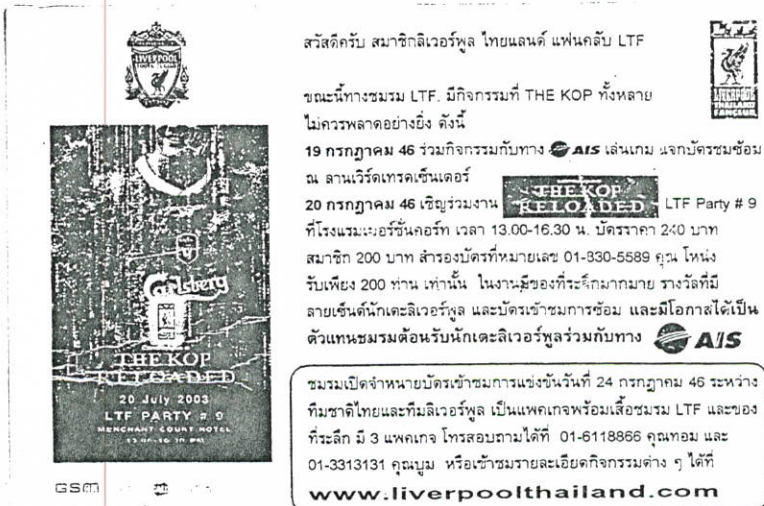 LIVERPOOL
สวัสดีครับ สมาชิกลิเวอร์พูล ไทยแลนด์ แฟนคลับ LTF
LIVERPOOL
THAILAND
FANCLUB
ขณะนี้ทางชมรม LTF. มีกิจกรรมที่ THE KOP ทั้งหลาย
ไม่ควรพลาดอย่างยิ่ง ดังนี้
19 กรกฎาคม 46 ร่วมกิจกรรมกับทาง AIS เล่นเกม แจกบัตรชมซ้อม
ณ ลานเวิร์ดเทรดเซ็นเตอร์
20 กรกฎาคม 46 เชิญร่วมงาน THE KOP RELOADED LTF Party # 9
ที่โรงแรมเมอร์ชั่นคอร์ท เวลา 13.00-16.30 น. บัตรราคา 240 บาท
สมาชิก 200 บาท สำรองบัตรที่หมายเลข 01-830-5589 คุณ โหน่ง
รับเพียง 200 ท่าน เท่านั้น ในงานมีของที่ระลึกมากมาย รางวัลที่มี
ลายเซ็นต์นักเตะลิเวอร์พูล และบัตรเข้าชมการซ้อม และมีโอกาสได้เป็น
ตัวแทนชมรมต้อนรับนักเตะลิเวอร์พูลร่วมกับทาง AIS
Carlsberg
THE KOP
RELOADED
20 July 2003
LTF PARTY # 9
MERCHANT COURT HOTEL
GSM
ชมรมเปิดจำหน่ายบัตรเข้าชมการแข่งขันวันที่ 24 กรกฎาคม 46 ระหว่าง
ทีมชาติไทยและทีมลิเวอร์พูล เป็นแพคเกจพร้อมเสื้อชมรม LTF และของ
ที่ระลึก มี 3 แพคเกจ โทรสอบถามได้ที่ 01-6118866 คุณทอม และ
01-3313131 คุณบูม หรือเข้าชมรายละเอียดกิจกรรมต่าง ๆ ได้ที่
www.liverpoolthailand.com